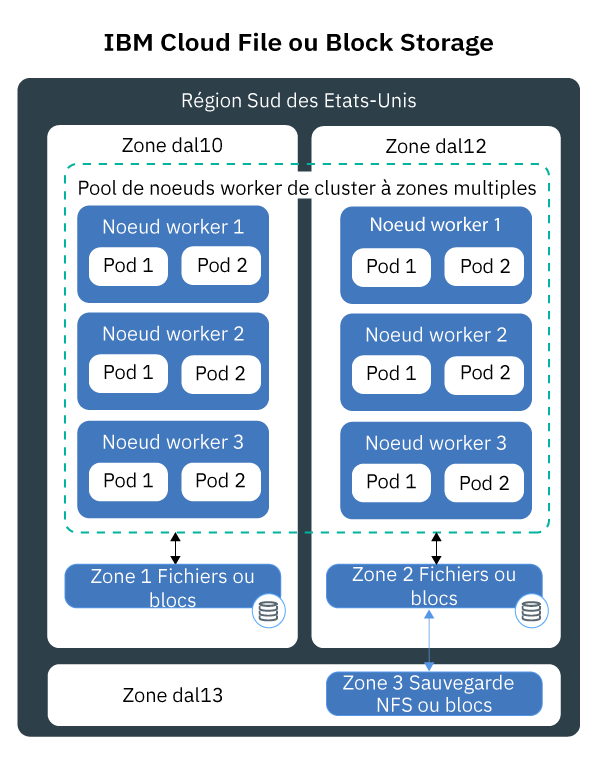 IBM Cloud File ou Block Storage
Région Sud des Etats-Unis
Zone dal10
Zone dal12
Pool de noeuds worker de cluster à zones multiples
Noeud worker 1
Pod 1
Pod 2
Noeud worker 1
Pod 1
Pod 2
Noeud worker 2
Pod 1
Pod 2
Noeud worker 2
Pod 1
Pod 2
Noeud worker 3
Pod 1
Pod 2
Noeud worker 3
Pod 1
Pod 2
Zone 1 Fichiers ou
blocs
Zone 2 Fichiers ou
blocs
Zone dal13
Zone 3 Sauvegarde
NFS ou blocs